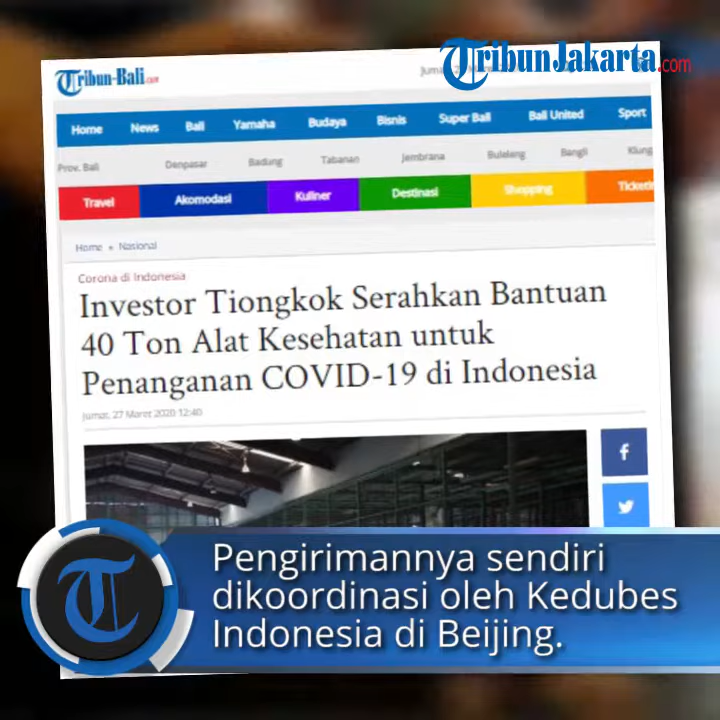 TribunJakarta.com
Tribun-Bali.com
Home News Bali Yamaha Budaya Bisnis Super Ball Bali United Sport
Prov. Bali Denpasar Badung Tabanan Jembrana Buleleng Bangli Klung
Travel Akomodasi Kuliner Destinasi Shopping Ticketin
Home » Nasional
Corona di Indonesia
Investor Tiongkok Serahkan Bantuan
40 Ton Alat Kesehatan untuk
Penanganan COVID-19 di Indonesia
Jumat, 27 Maret 2020 12:40
f
T
Pengirimannya sendiri
dikoordinasi oleh Kedubes
Indonesia di Beijing.